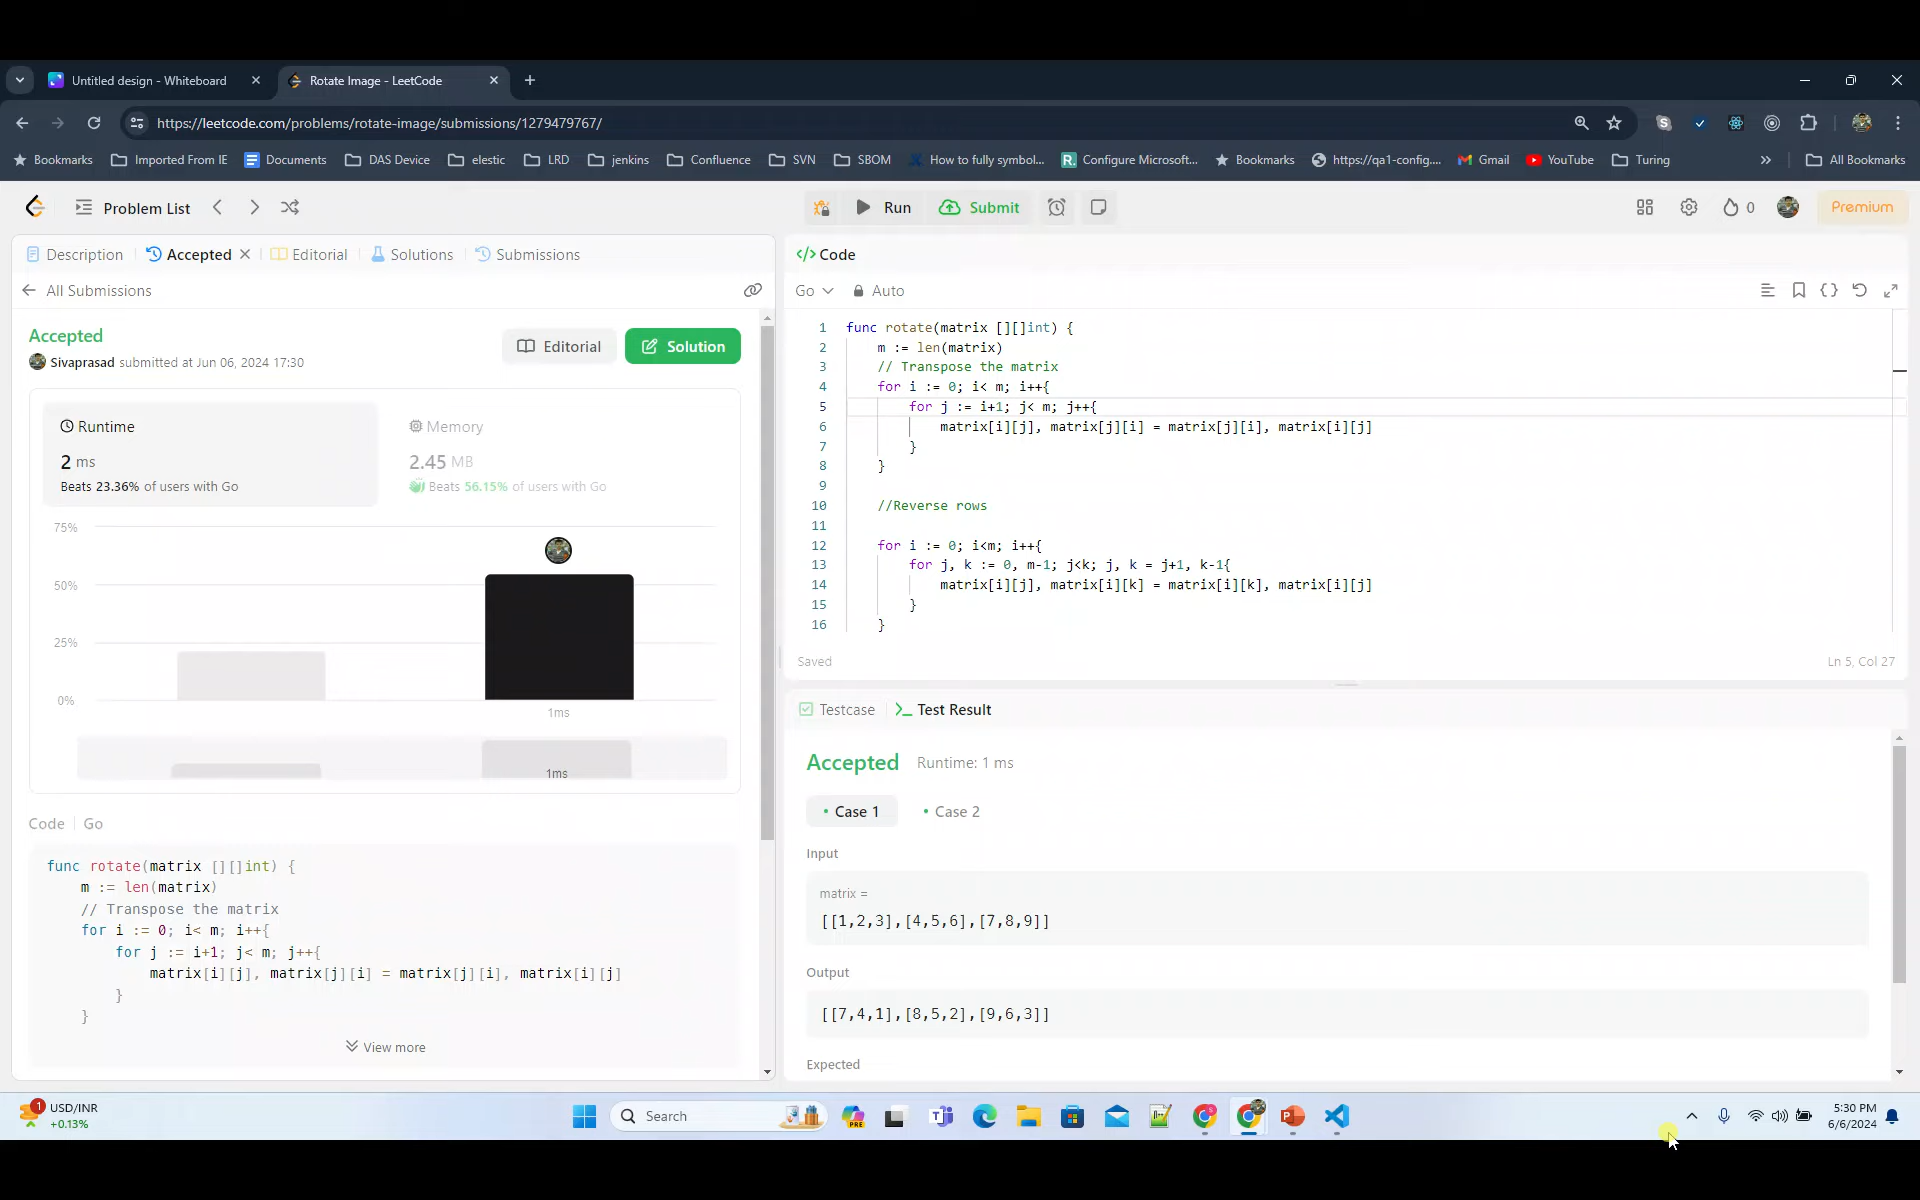 Untitled design - Whiteboard
Rotate Image - LeetCode
https://leetcode.com/problems/rotate-image/submissions/1279479767/
Bookmarks Imported From IE Documents DAS Device elestic LRD jenkins Confluence SVN SBOM How to fully symbol... Configure Microsoft... Bookmarks https://qa1-config.... Gmail YouTube Turing » All Bookmarks
Problem List Run Submit 0 Premium
Description Accepted Editorial Solutions Submissions
All Submissions
Accepted
Sivaprasad submitted at Jun 06, 2024 17:30
Editorial Solution
Runtime
2 ms
Beats 23.36% of users with Go
Memory
2.45 MB
Beats 56.15% of users with Go
75%
50%
25%
0%
1ms
1ms
Code Go
func rotate(matrix [][]int) {
m := len(matrix)
// Transpose the matrix
for i := 0; i< m; i++{
for j := i+1; j< m; j++{
matrix[i][j], matrix[j][i] = matrix[j][i], matrix[i][j]
}
}
View more
</> Code
Go Auto
1 func rotate(matrix [][]int) {
2 m := len(matrix)
3 // Transpose the matrix
4 for i := 0; i< m; i++{
5 for j := i+1; j< m; j++{
6 matrix[i][j], matrix[j][i] = matrix[j][i], matrix[i][j]
7 }
8 }
9
10 //Reverse rows
11
12 for i := 0; i<m; i++{
13 for j, k := 0, m-1; j<k; j, k = j+1, k-1{
14 matrix[i][j], matrix[i][k] = matrix[i][k], matrix[i][j]
15 }
16 }
Saved Ln 5, Col 27
Testcase >_ Test Result
Accepted Runtime: 1 ms
• Case 1 • Case 2
Input
matrix =
[[1,2,3],[4,5,6],[7,8,9]]
Output
[[7,4,1],[8,5,2],[9,6,3]]
Expected
1 USD/INR
+0.13%
Search
PRE
5:30 PM
6/6/2024